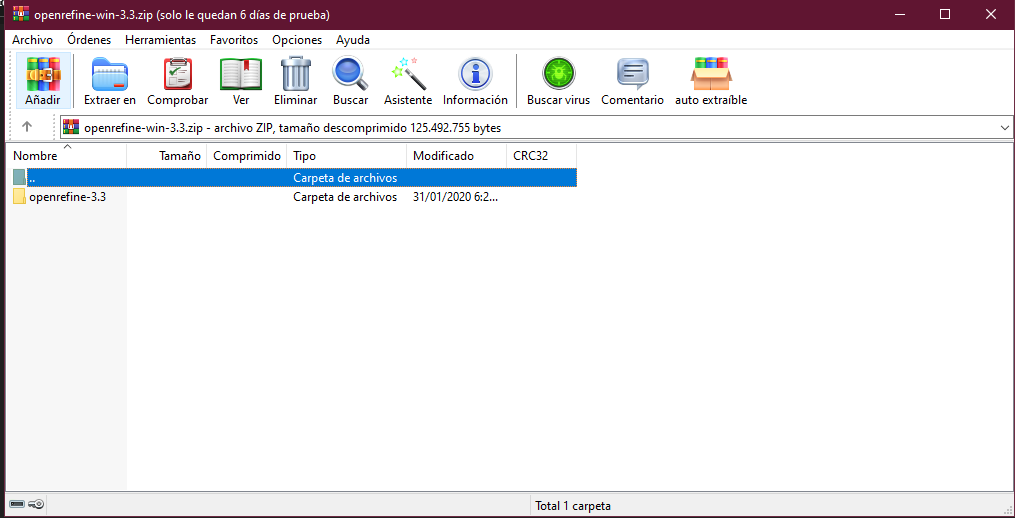 openrefine-win-3.3.zip (solo le quedan 6 días de prueba)
Archivo Órdenes Herramientas Favoritos Opciones Ayuda
Añadir Extraer en Comprobar Ver Eliminar Buscar Asistente Información Buscar virus Comentario auto extraíble
openrefine-win-3.3.zip - archivo ZIP, tamaño descomprimido 125.492.755 bytes
Nombre Tamaño Comprimido Tipo Modificado CRC32
.. Carpeta de archivos
openrefine-3.3 Carpeta de archivos 31/01/2020 6:2...
Total 1 carpeta